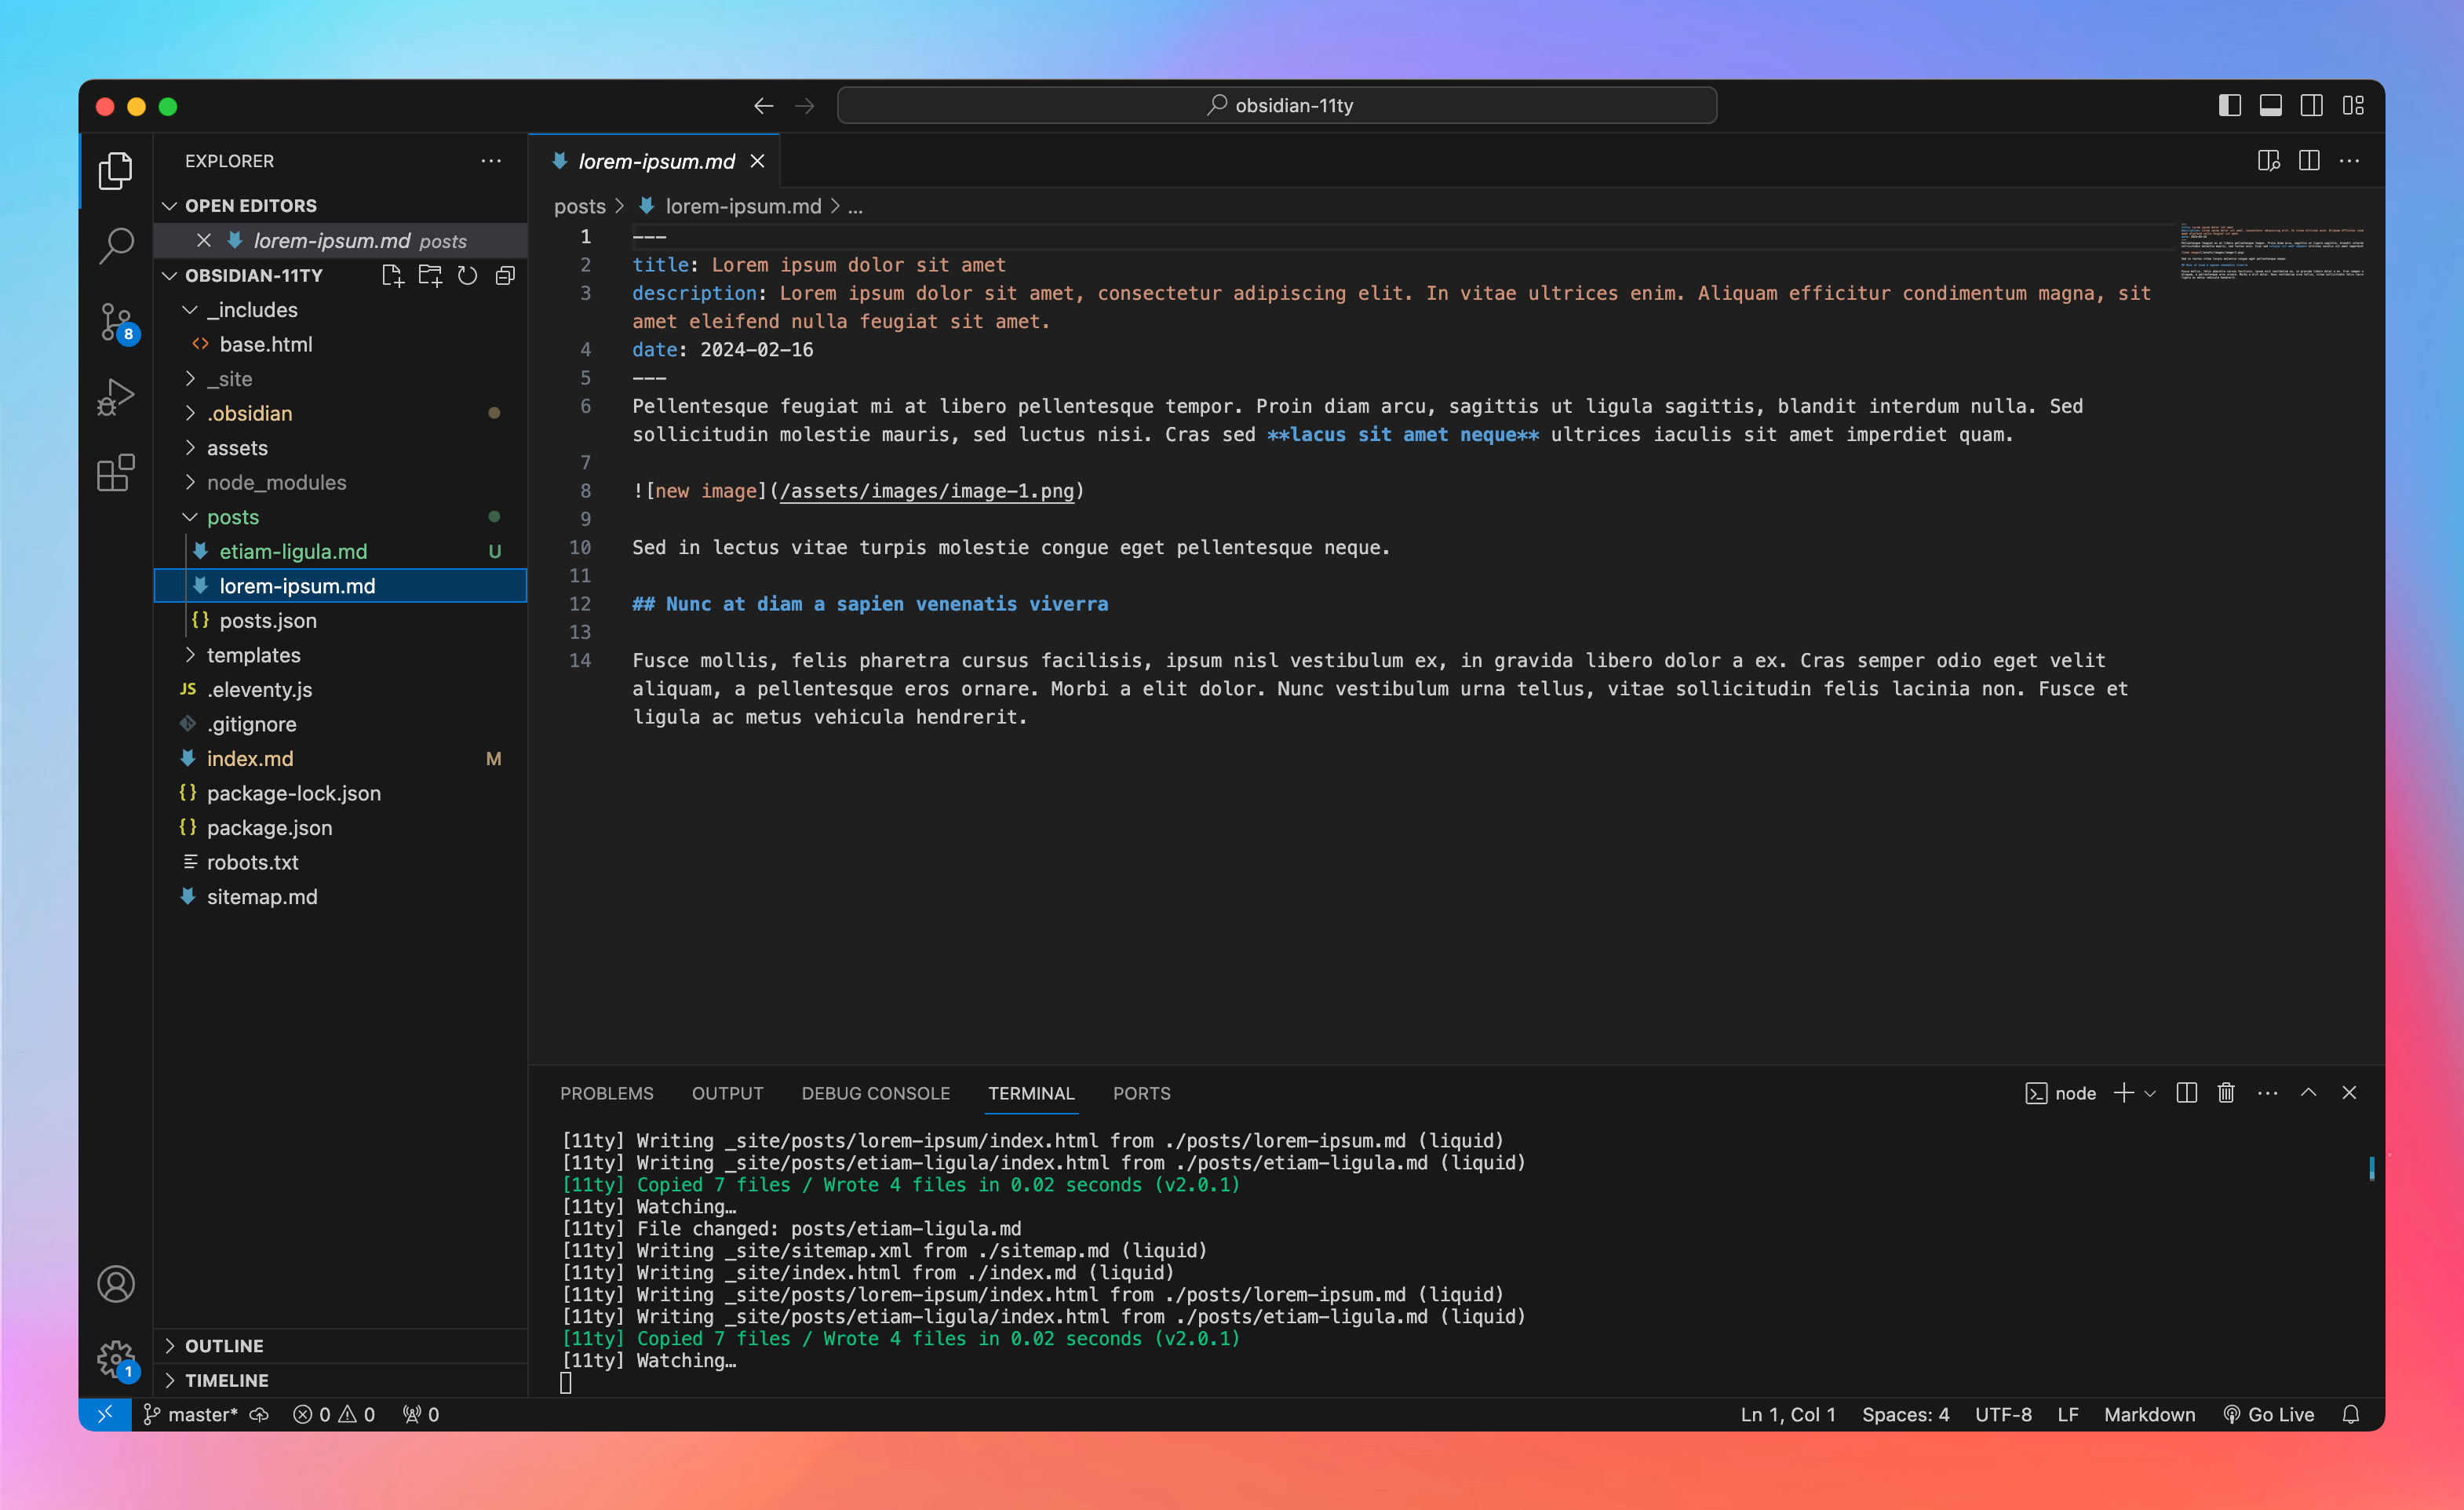 obsidian-11ty
EXPLORER
OPEN EDITORS
lorem-ipsum.md posts
OBSIDIAN-11TY
_includes
<> base.html
_site
.obsidian
assets
node_modules
posts
etiam-ligula.md U
lorem-ipsum.md
{} posts.json
templates
JS .eleventy.js
.gitignore
index.md M
{} package-lock.json
{} package.json
robots.txt
sitemap.md
OUTLINE
TIMELINE
8
1
lorem-ipsum.md
posts > lorem-ipsum.md > ...
1 ---
2 title: Lorem ipsum dolor sit amet
3 description: Lorem ipsum dolor sit amet, consectetur adipiscing elit. In vitae ultrices enim. Aliquam efficitur condimentum magna, sit
amet eleifend nulla feugiat sit amet.
4 date: 2024-02-16
5 ---
6 Pellentesque feugiat mi at libero pellentesque tempor. Proin diam arcu, sagittis ut ligula sagittis, blandit interdum nulla. Sed
sollicitudin molestie mauris, sed luctus nisi. Cras sed **lacus sit amet neque** ultrices iaculis sit amet imperdiet quam.
7
8 ![new image](/assets/images/image-1.png)
9
10 Sed in lectus vitae turpis molestie congue eget pellentesque neque.
11
12 ## Nunc at diam a sapien venenatis viverra
13
14 Fusce mollis, felis pharetra cursus facilisis, ipsum nisl vestibulum ex, in gravida libero dolor a ex. Cras semper odio eget velit
aliquam, a pellentesque eros ornare. Morbi a elit dolor. Nunc vestibulum urna tellus, vitae sollicitudin felis lacinia non. Fusce et
ligula ac metus vehicula hendrerit.
PROBLEMS OUTPUT DEBUG CONSOLE TERMINAL PORTS
node
[11ty] Writing _site/posts/lorem-ipsum/index.html from ./posts/lorem-ipsum.md (liquid)
[11ty] Writing _site/posts/etiam-ligula/index.html from ./posts/etiam-ligula.md (liquid)
[11ty] Copied 7 files / Wrote 4 files in 0.02 seconds (v2.0.1)
[11ty] Watching…
[11ty] File changed: posts/etiam-ligula.md
[11ty] Writing _site/sitemap.xml from ./sitemap.md (liquid)
[11ty] Writing _site/index.html from ./index.md (liquid)
[11ty] Writing _site/posts/lorem-ipsum/index.html from ./posts/lorem-ipsum.md (liquid)
[11ty] Writing _site/posts/etiam-ligula/index.html from ./posts/etiam-ligula.md (liquid)
[11ty] Copied 7 files / Wrote 4 files in 0.02 seconds (v2.0.1)
[11ty] Watching…
master* 0 0 0 Ln 1, Col 1 Spaces: 4 UTF-8 LF Markdown Go Live